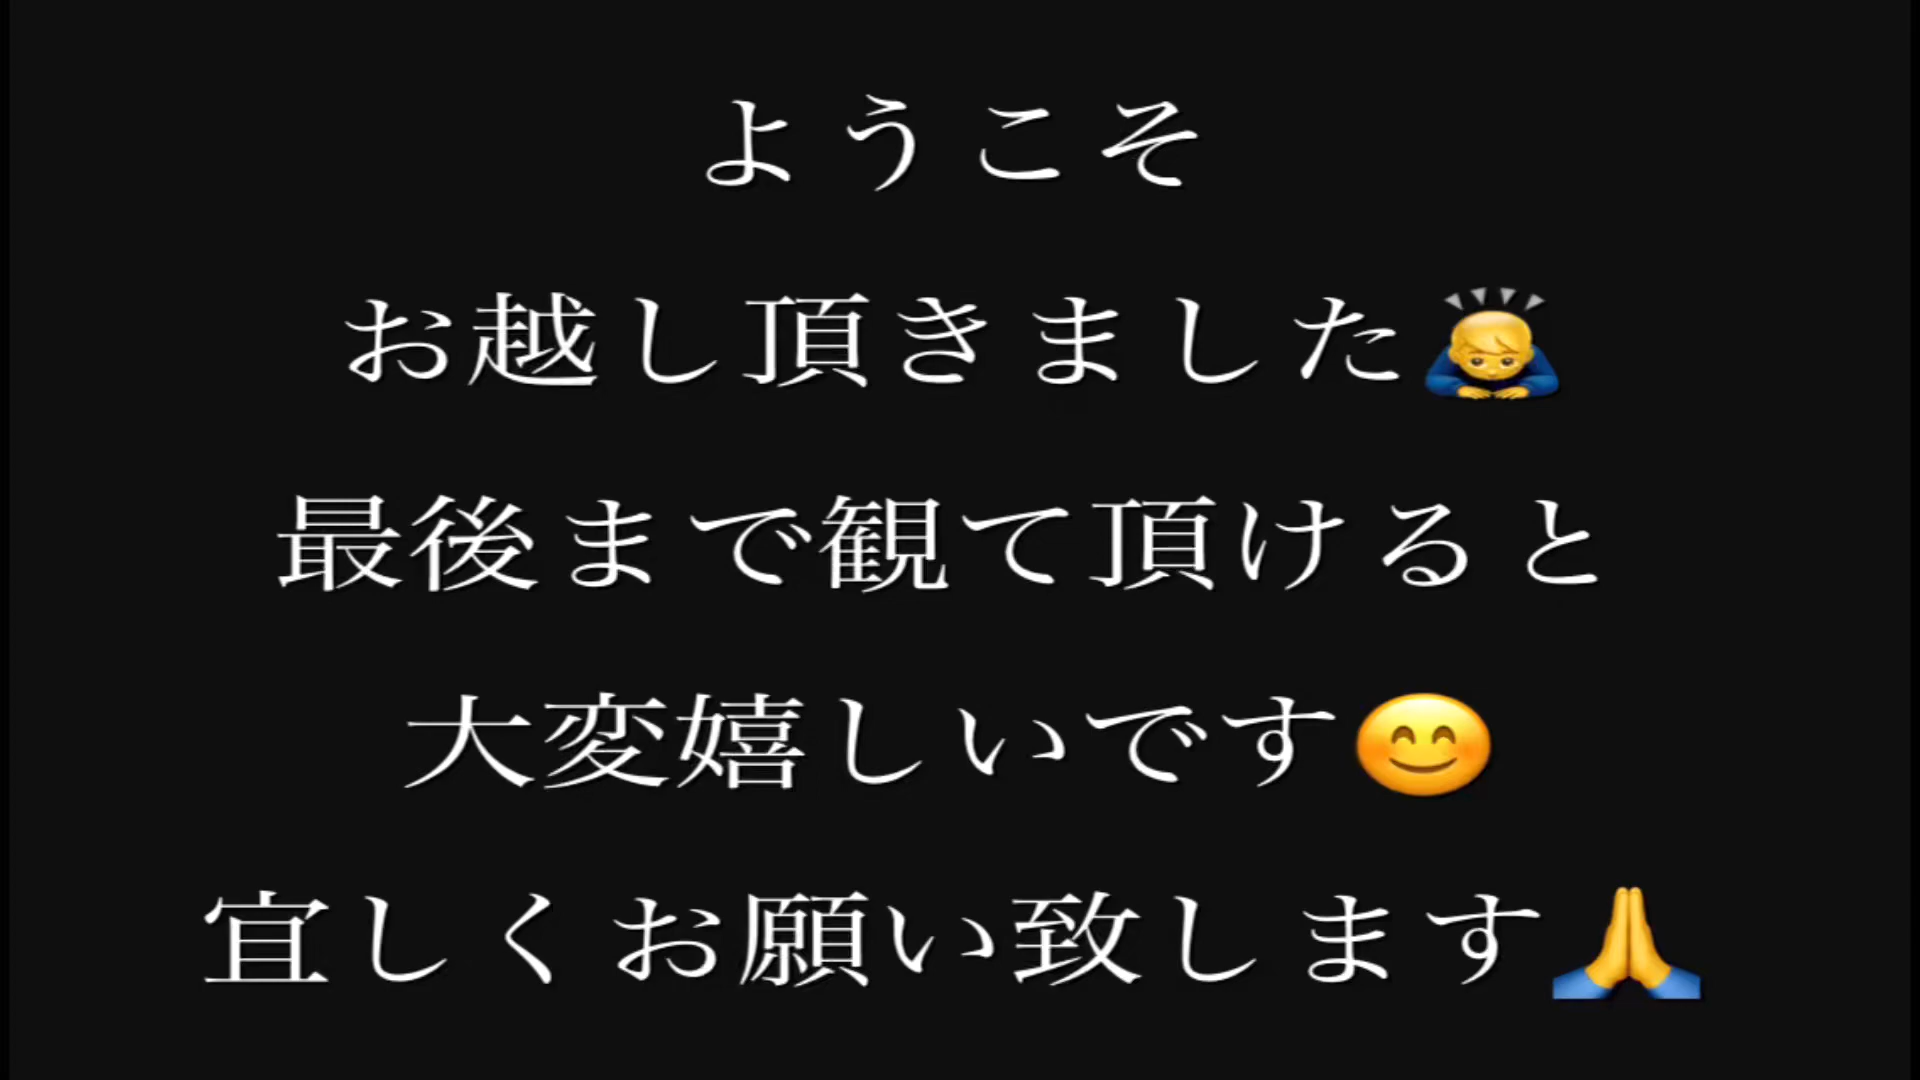 ようこそ
お越し頂きました🙇
最後まで観て頂けると
大変嬉しいです😊
宜しくお願い致します🙏